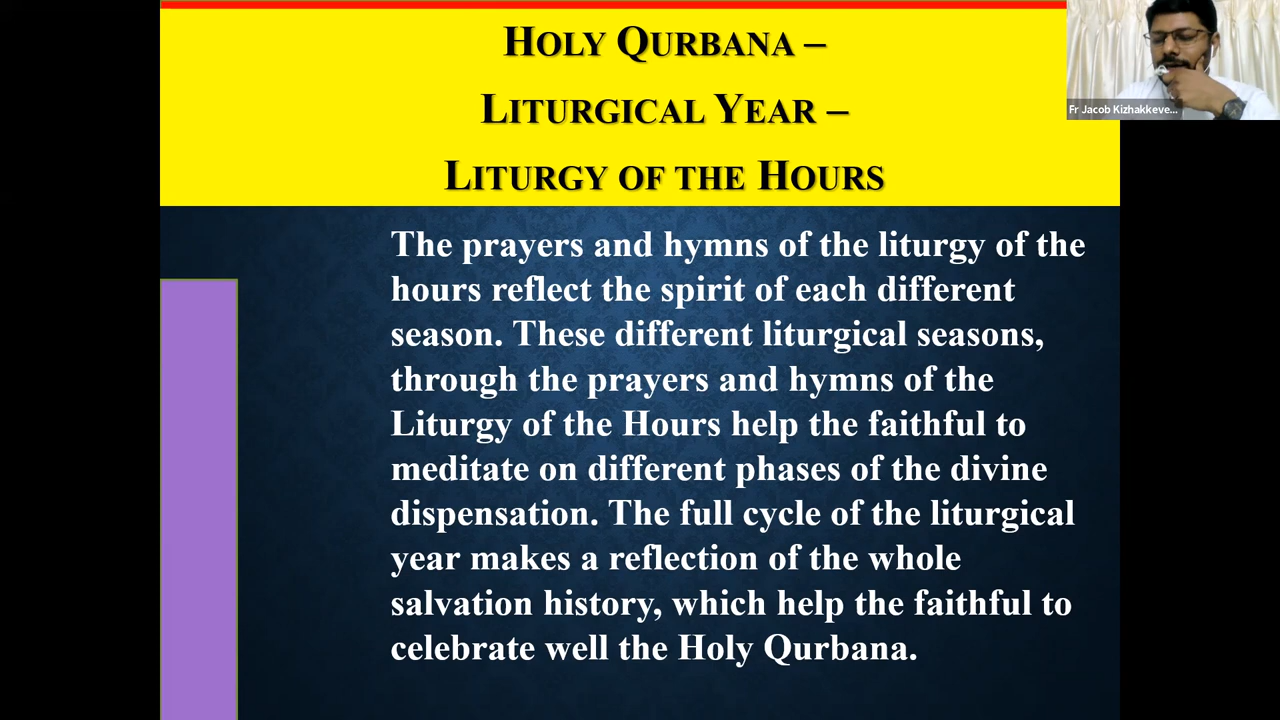 HOLY QURBANA –
LITURGICAL YEAR –
LITURGY OF THE HOURS
Fr Jacob Kizhakkeve...
The prayers and hymns of the liturgy of the
hours reflect the spirit of each different
season. These different liturgical seasons,
through the prayers and hymns of the
Liturgy of the Hours help the faithful to
meditate on different phases of the divine
dispensation. The full cycle of the liturgical
year makes a reflection of the whole
salvation history, which help the faithful to
celebrate well the Holy Qurbana.